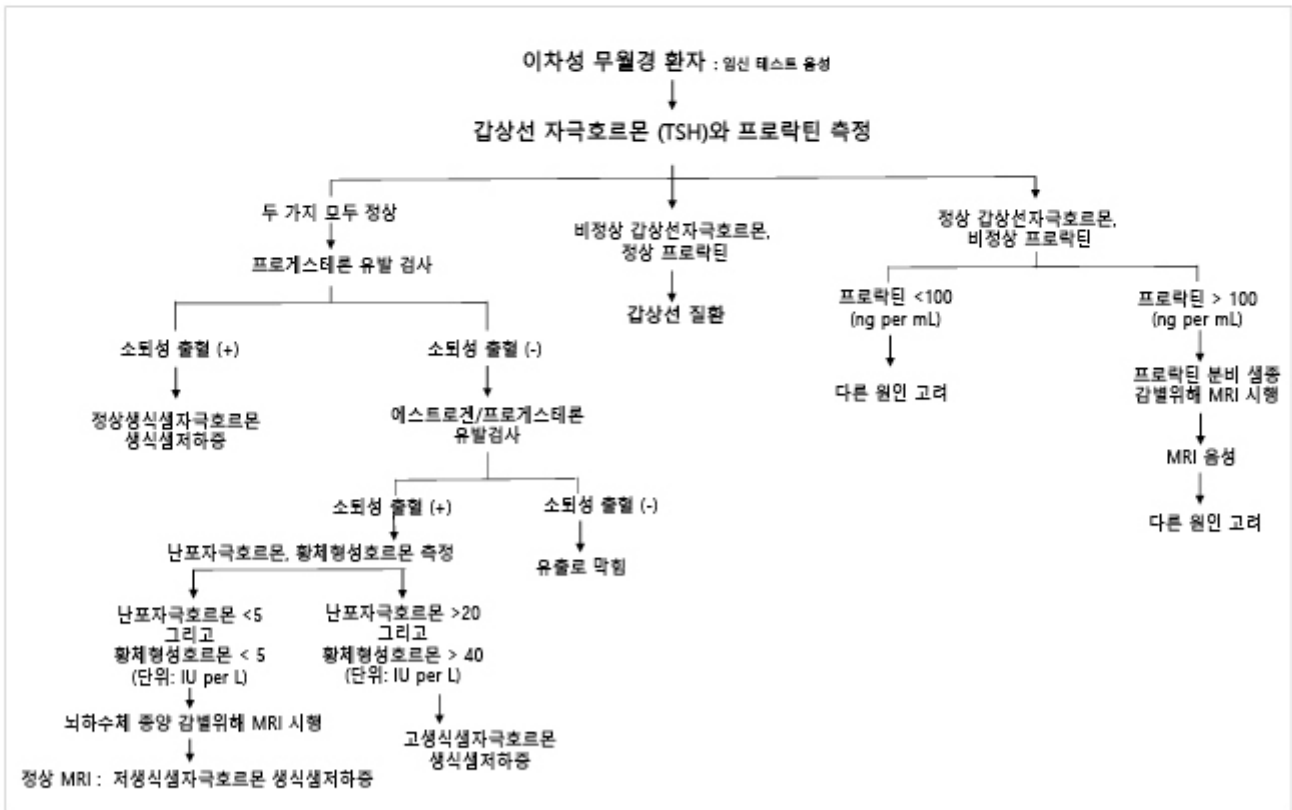 이차성 무월경 환자 : 임신 테스트 음성
갑상선 자극호르몬 (TSH)와 프로락틴 측정
두 가지 모두 정상
프로게스테론 유발 검사
비정상 갑상선자극호르몬,
정상 프로락틴
갑상선 질환
정상 갑상선자극호르몬,
비정상 프로락틴
프로락틴 <100
(ng per mL)
다른 원인 고려
프로락틴 > 100
(ng per mL)
프로락틴 분비 샘종
감별위해 MRI 시행
MRI 음성
다른 원인 고려
소퇴성 출혈 (+)
정상생식샘자극호르몬
생식샘저하증
소퇴성 출혈 (-)
에스트로겐/프로게스테론
유발검사
소퇴성 출혈 (+)
소퇴성 출혈 (-)
유출로 막힘
난포자극호르몬, 황체형성호르몬 측정
난포자극호르몬 <5
그리고
황체형성호르몬 < 5
(단위: IU per L)
뇌하수체 종양 감별위해 MRI 시행
정상 MRI : 저생식샘자극호르몬 생식샘저하증
난포자극호르몬 >20
그리고
황체형성호르몬 > 40
(단위: IU per L)
고생식샘자극호르몬
생식샘저하증